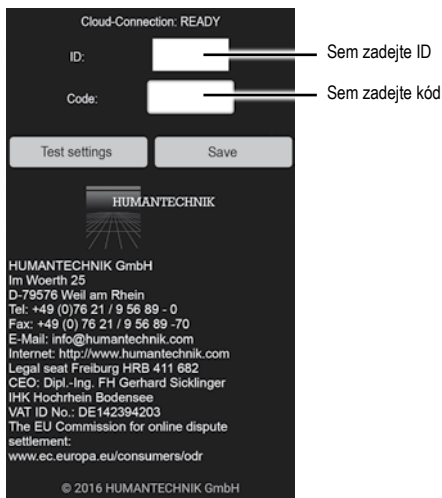 Cloud-Connection: READY
ID:
Sem zadejte ID
Code:
Sem zadejte kód
Test settings
Save
HUMANTECHNIK
HUMANTECHNIK GmbH
Im Woerth 25
D-79576 Weil am Rhein
Tel: +49 (0)76 21 / 9 56 89 - 0
Fax: +49 (0) 76 21 / 9 56 89 -70
E-Mail: info@humantechnik.com
Internet: http://www.humantechnik.com
Legal seat Freiburg HRB 411 682
CEO: Dipl.-Ing. FH Gerhard Sicklinger
IHK Hochrhein Bodensee
VAT ID No.: DE142394203
The EU Commission for online dispute
settlement:
www.ec.europa.eu/consumers/odr
© 2016 HUMANTECHNIK GmbH